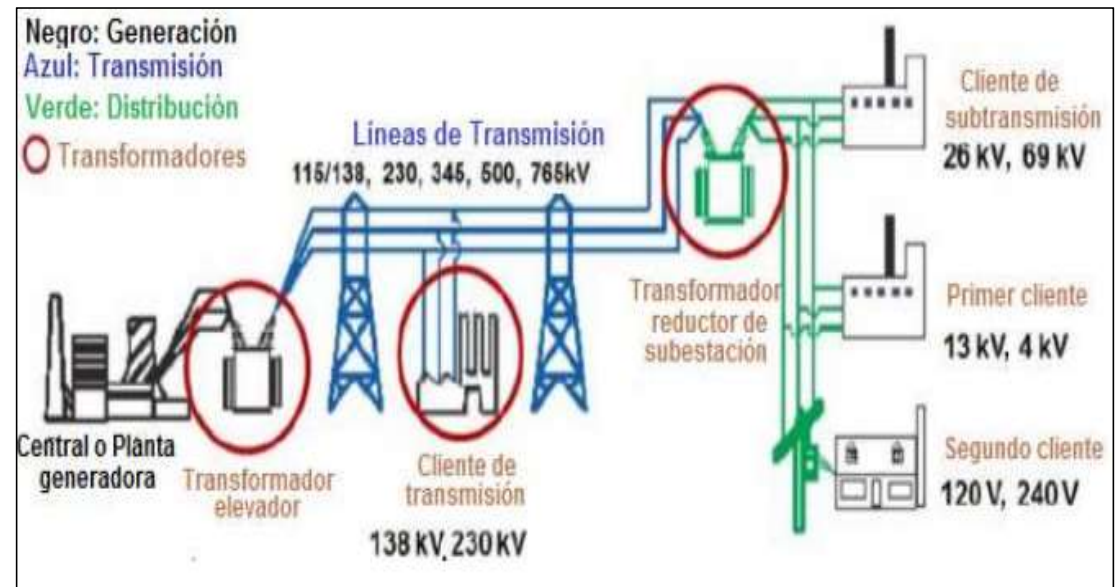 Negro: Generación
Azul: Transmisión
Verde: Distribución
Transformadores
Líneas de Transmisión
115/138, 230, 345, 500, 765kV
Cliente de
subtransmisión
26 kV, 69 kV
Transformador
reductor de
subestación
Primer cliente
13 kV, 4 kV
Central o Planta
generadora
Transformador
elevador
Cliente de
transmisión
138 kV, 230 kV
Segundo cliente
120 V, 240 V